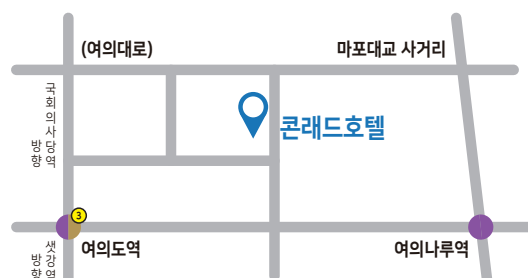 (여의대로)
마포대교 사거리
국회의사당역
방향
콘래드호텔
3
여의도역
여의나루역
샛강역
방향